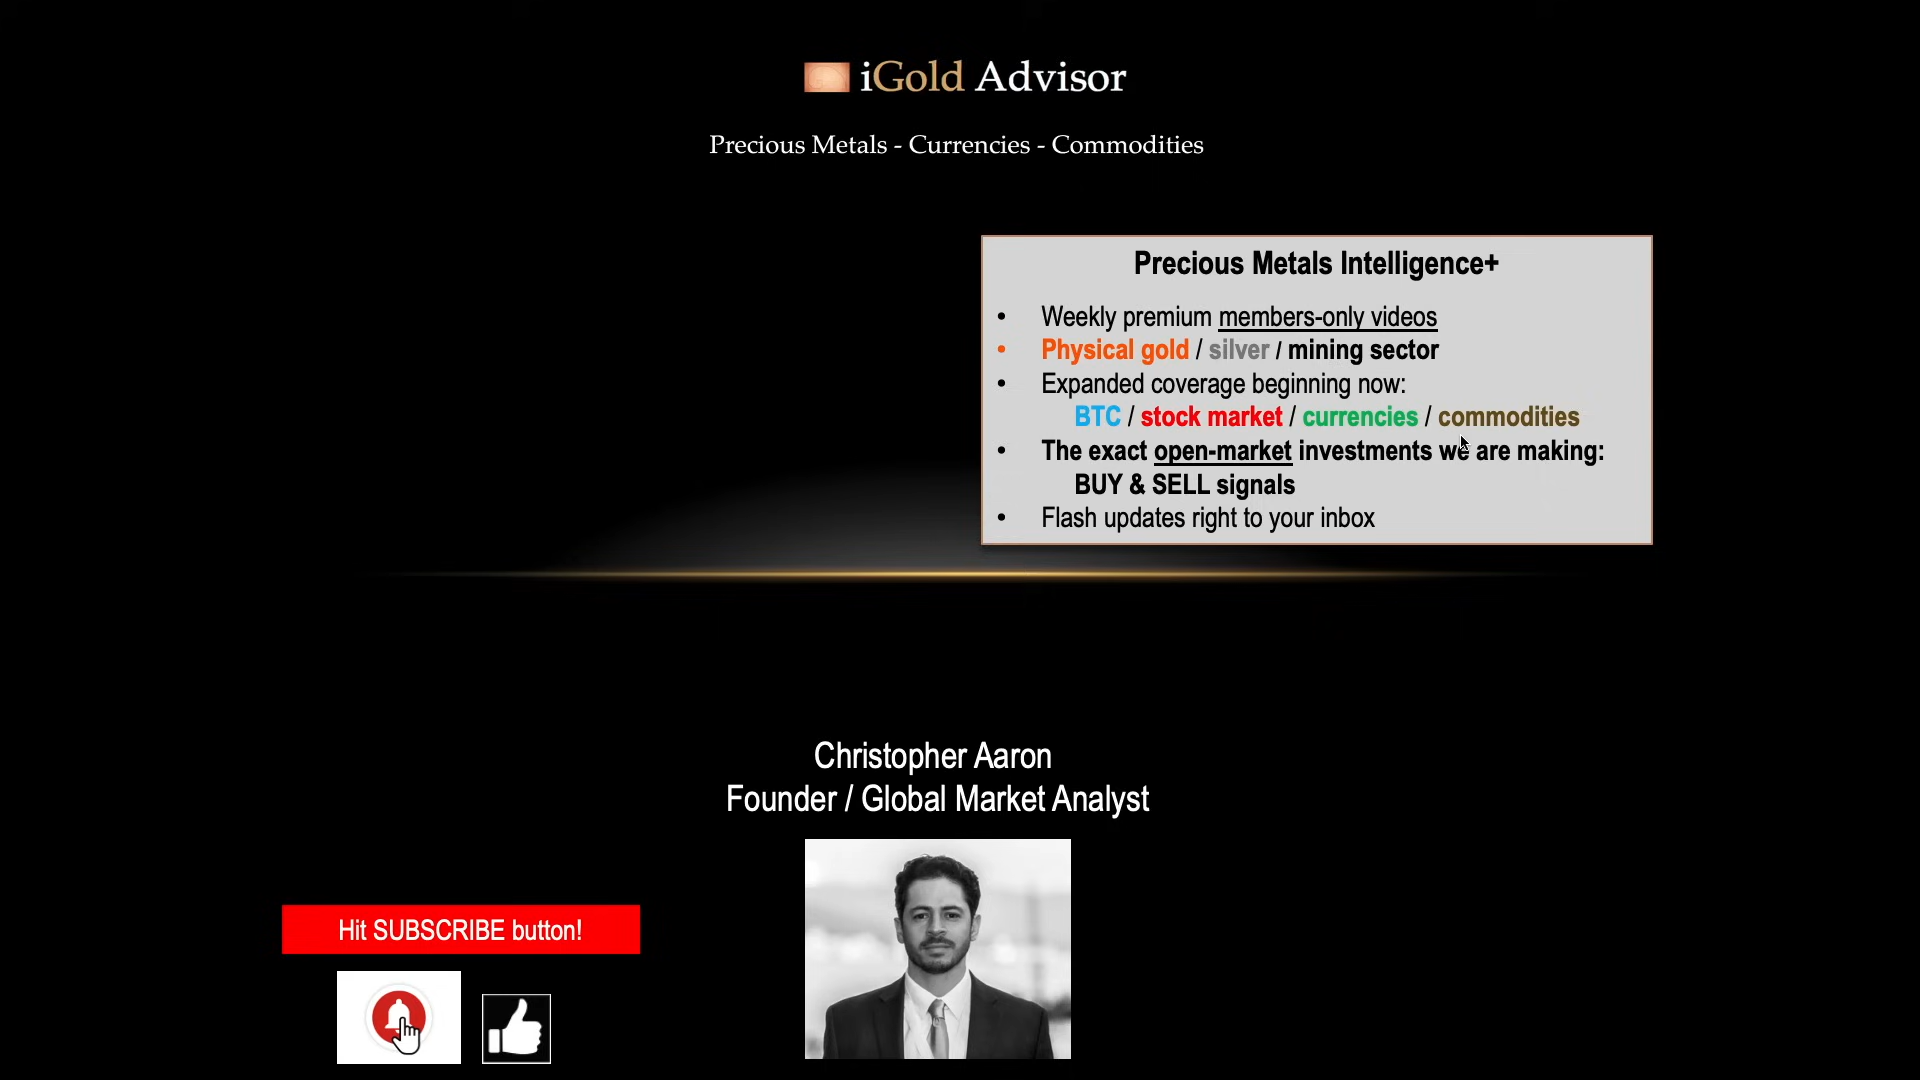 iGold Advisor
Precious Metals - Currencies - Commodities
Precious Metals Intelligence+
• Weekly premium members-only videos
• Physical gold / silver / mining sector
• Expanded coverage beginning now:
BTC / stock market / currencies / commodities
• The exact open-market investments we are making:
BUY & SELL signals
• Flash updates right to your inbox
Christopher Aaron
Founder / Global Market Analyst
Hit SUBSCRIBE button!